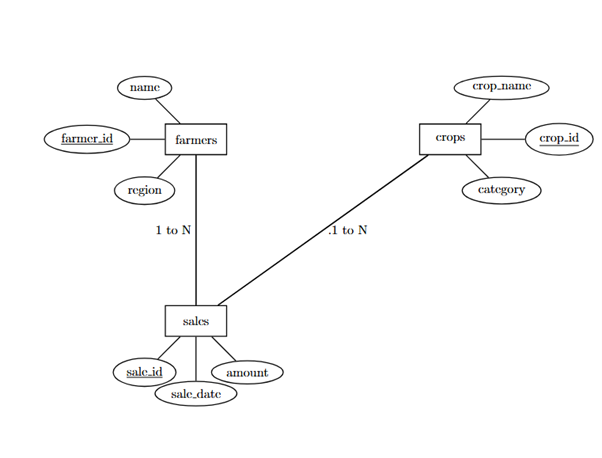 name
farmer_id
farmers
region
crop_name
crops
crop_id
category
1 to N
.1 to N
sales
sale_id
sale_date
amount